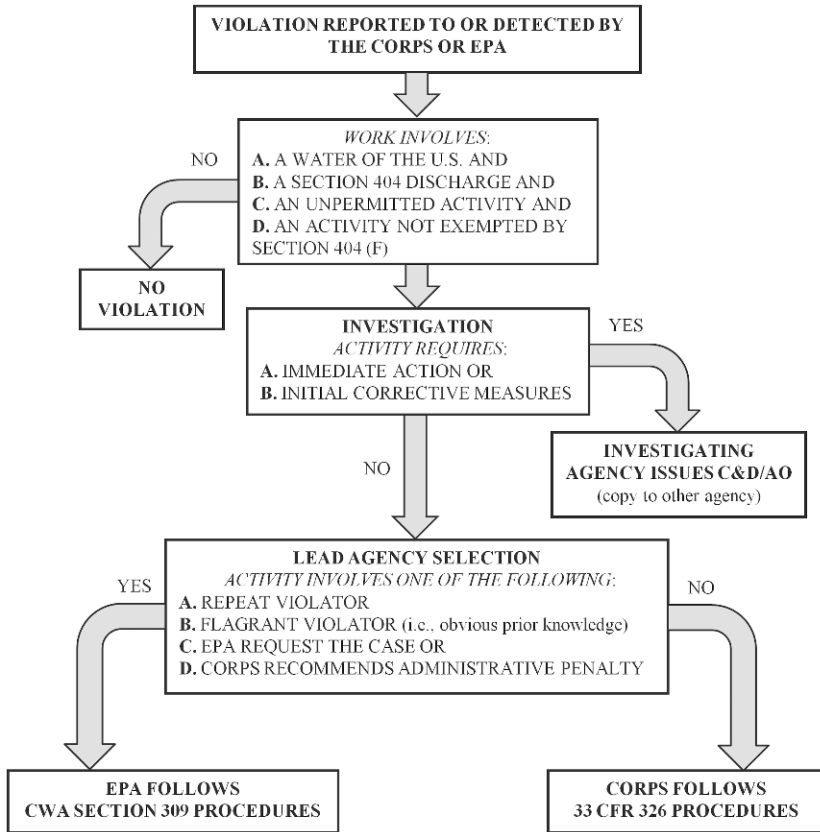 VIOLATION REPORTED TO OR DETECTED BY
THE CORPS OR EPA
WORK INVOLVES:
A. A WATER OF THE U.S. AND
B. A SECTION 404 DISCHARGE AND
C. AN UNPERMITTED ACTIVITY AND
D. AN ACTIVITY NOT EXEMPTED BY
SECTION 404 (F)
NO
NO
VIOLATION
INVESTIGATION
ACTIVITY REQUIRES:
A. IMMEDIATE ACTION OR
B. INITIAL CORRECTIVE MEASURES
YES
INVESTIGATING
AGENCY ISSUES C&D/AO
(copy to other agency)
NO
LEAD AGENCY SELECTION
ACTIVITY INVOLVES ONE OF THE FOLLOWING:
A. REPEAT VIOLATOR
B. FLAGRANT VIOLATOR (i.e., obvious prior knowledge)
C. EPA REQUEST THE CASE OR
D. CORPS RECOMMENDS ADMINISTRATIVE PENALTY
YES
NO
EPA FOLLOWS
CWA SECTION 309 PROCEDURES
CORPS FOLLOWS
33 CFR 326 PROCEDURES